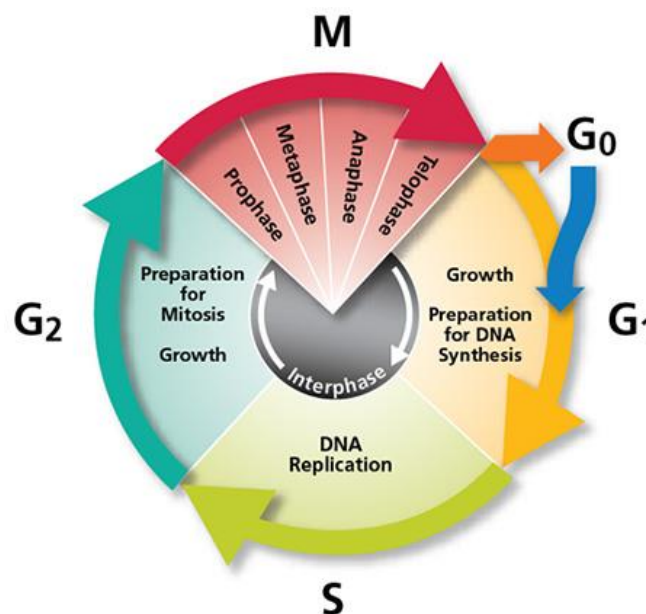 M
Prophase
Metaphase
Anaphase
Telophase
G₀
G₂
Preparation
for
Mitosis
Growth
Growth
Preparation
for DNA
Synthesis
G
Interphase
DNA
Replication
S